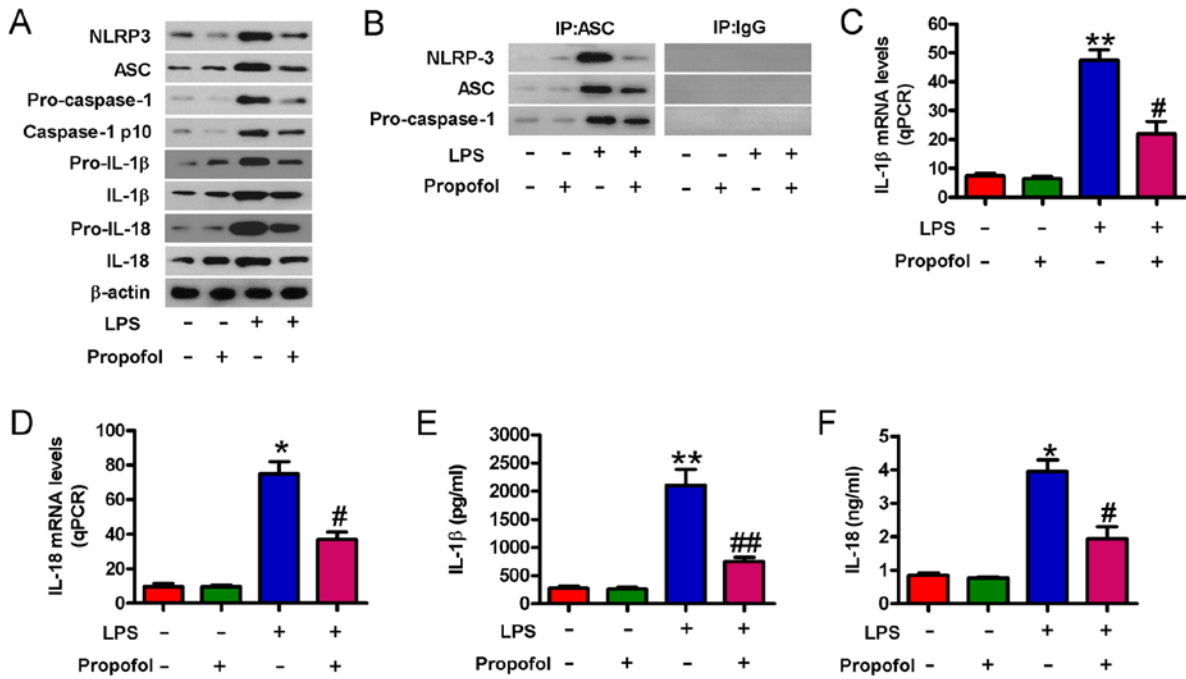 A
NLRP3
ASC
Pro-caspase-1
Caspase-1 p10
Pro-IL-1β
IL-1β
Pro-IL-18
IL-18
β-actin
LPS - - + +
Propofol - + - +
B
IP:ASC IP:IgG
NLRP-3
ASC
Pro-caspase-1
LPS - - + + - - + +
Propofol - + - + - + - +
C
IL-1β mRNA levels
(qPCR)
60
50
40
30
20
10
0
**
#
LPS - - + +
Propofol - + - +
D
IL-18 mRNA levels
(qPCR)
100
80
60
40
20
0
*
#
LPS - - + +
Propofol - + - +
E
IL-1β (pg/ml)
3000
2500
2000
1500
1000
500
0
**
##
LPS - - + +
Propofol - + - +
F
IL-18 (ng/ml)
5
4
3
2
1
0
*
#
LPS - - + +
Propofol - + - +